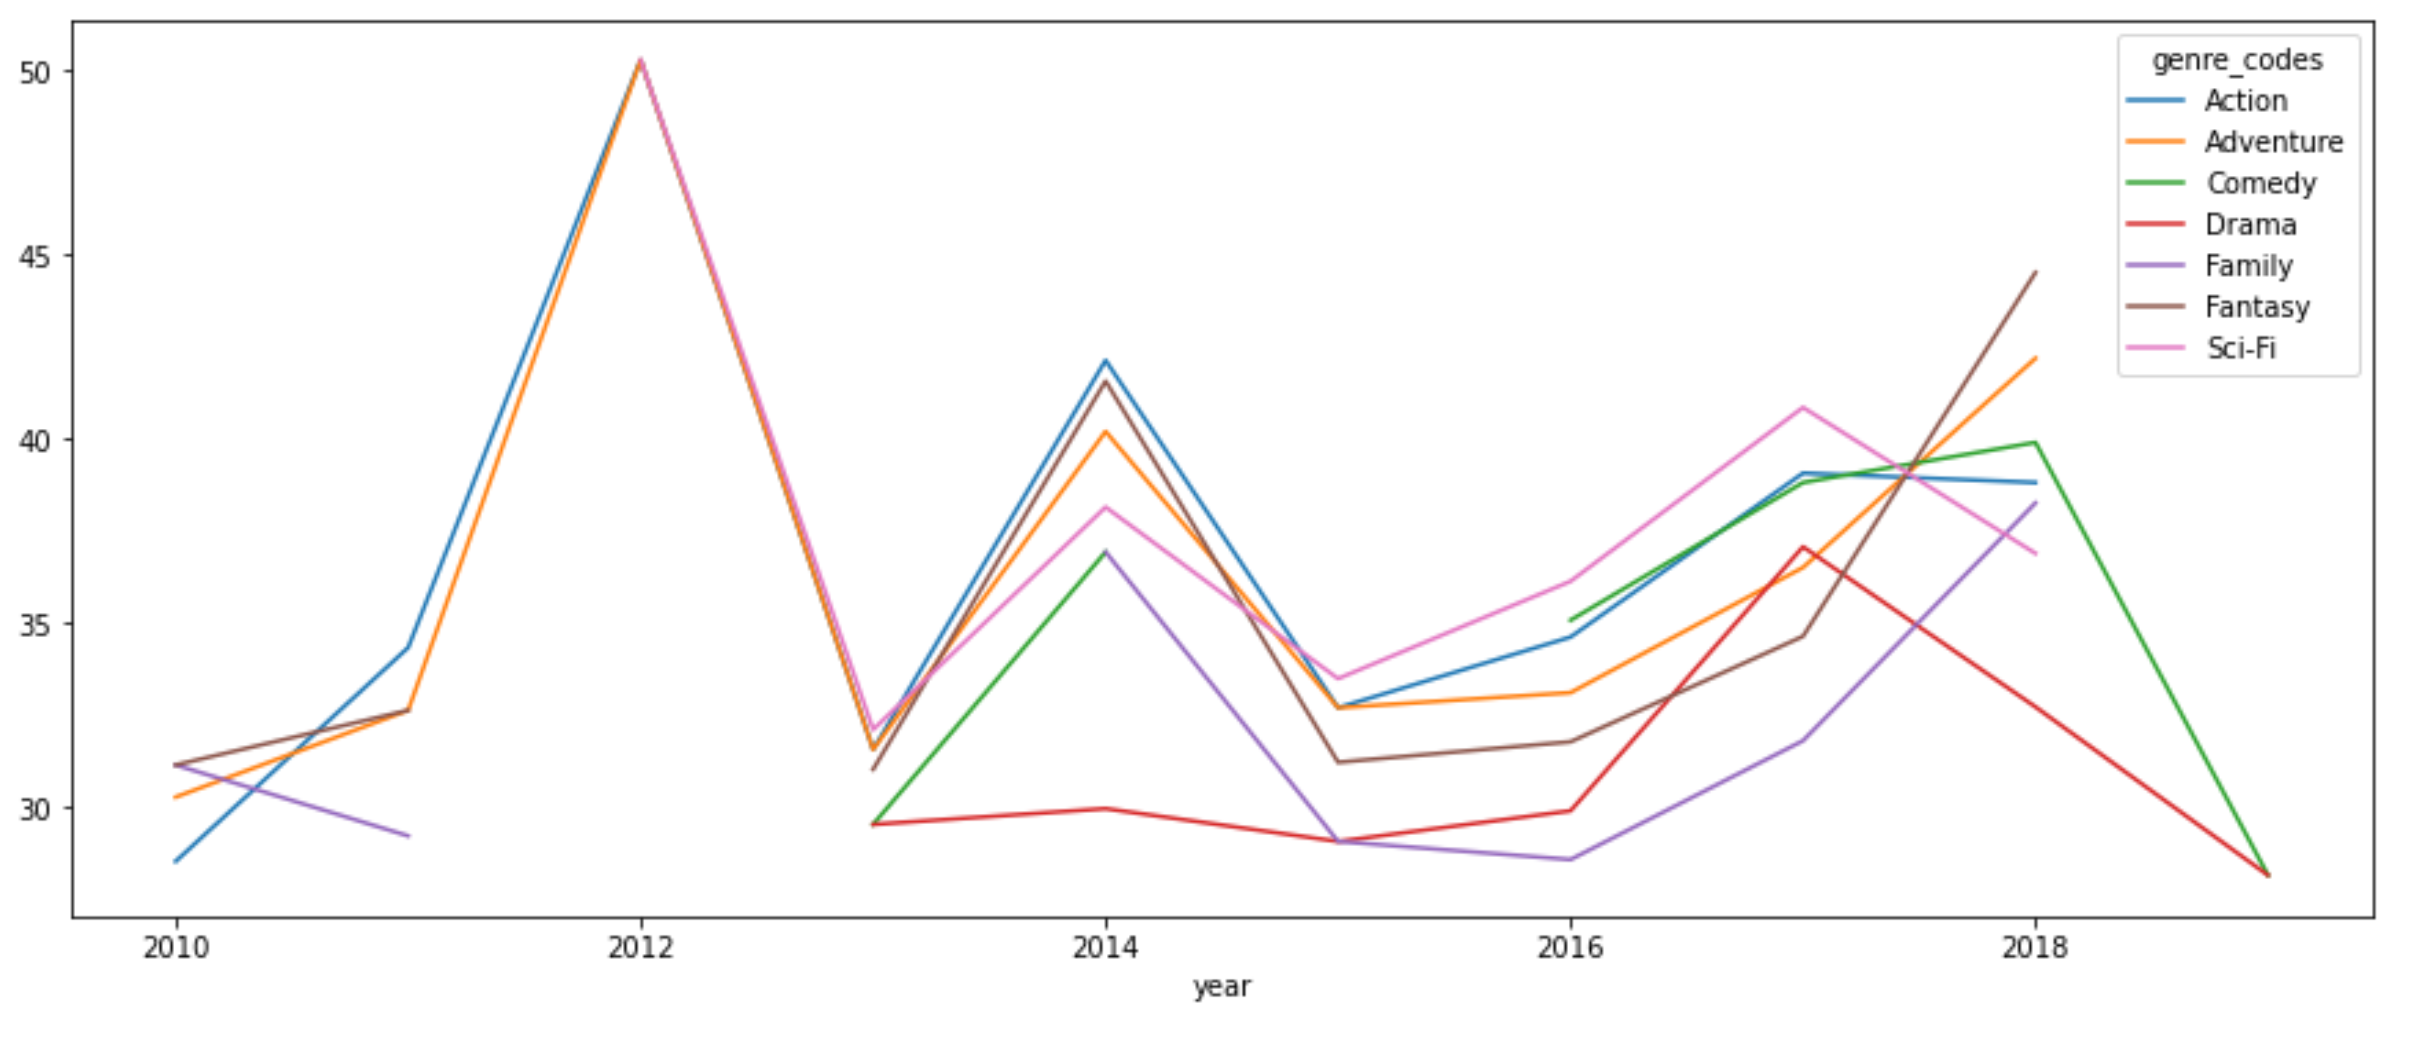 50
45
40
35
30
2010 2012 2014 2016 2018
year
genre_codes
Action
Adventure
Comedy
Drama
Family
Fantasy
Sci-Fi